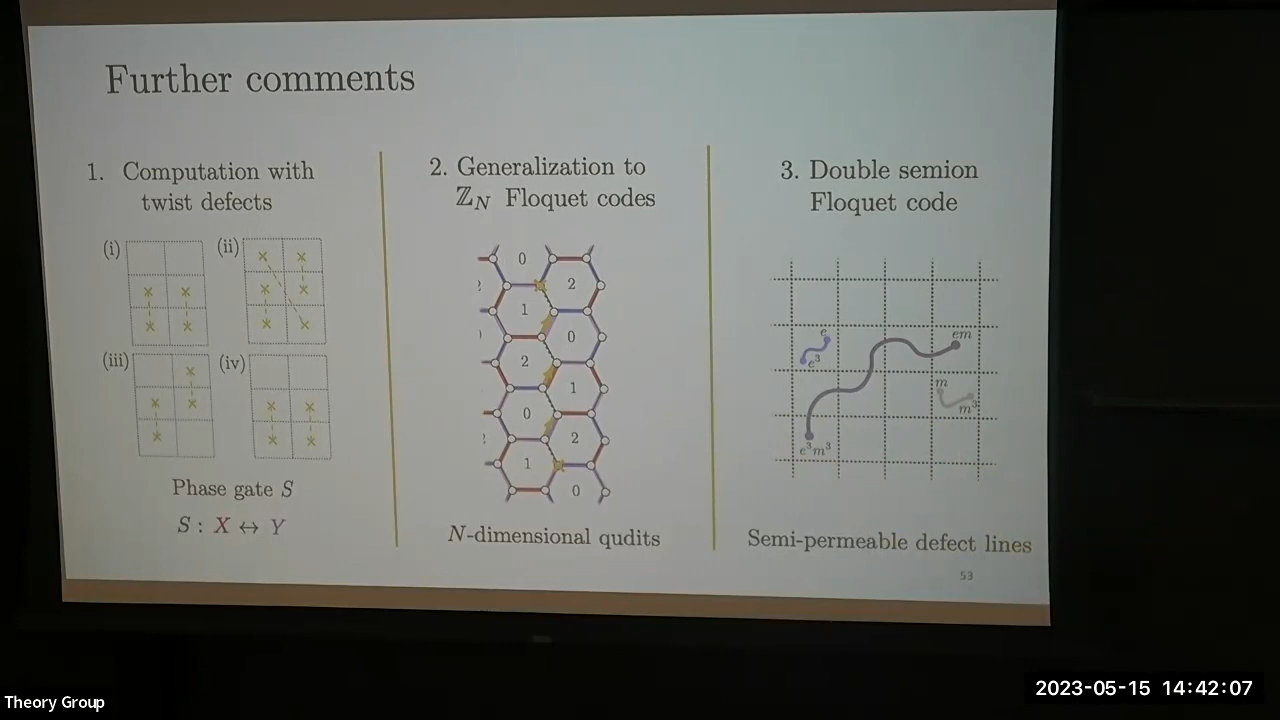 Further comments
1. Computation with
twist defects
(i)
(ii)
(iii)
(iv)
Phase gate S
S : X ↔ Y
2. Generalization to
ℤ_N Floquet codes
0
2
1
0
2
1
0
2
1
0
N-dimensional qudits
3. Double semion
Floquet code
e
e³
em
m
m³
e³m³
Semi-permeable defect lines
53
Theory Group
2023-05-15 14:42:07